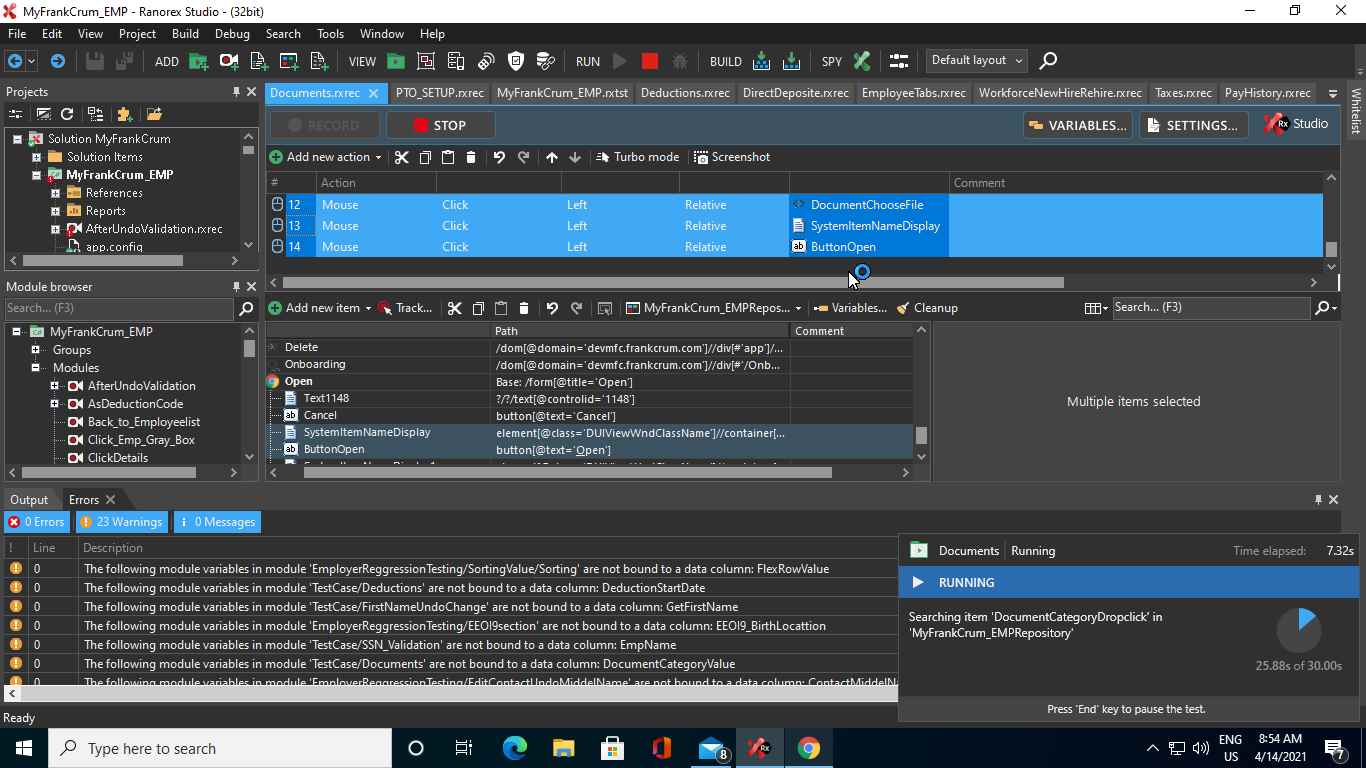 MyFrankCrum_EMP - Ranorex Studio - (32bit)
File Edit View Project Build Debug Search Tools Window Help
ADD VIEW RUN BUILD SPY Default layout
Projects
Solution MyFrankCrum
Solution Items
MyFrankCrum_EMP
References
Reports
AfterUndoValidation.rxrec
app.config
Module browser
Search... (F3)
MyFrankCrum_EMP
Groups
Modules
AfterUndoValidation
AsDeductionCode
Back_to_Employeelist
Click_Emp_Gray_Box
ClickDetails
Documents.rxrec PTO_SETUP.rxrec MyFrankCrum_EMP.rxtst Deductions.rxrec DirectDeposite.rxrec EmployeeTabs.rxrec WorkforceNewHireRehire.rxrec Taxes.rxrec PayHistory.rxrec
Whitelist
RECORD STOP VARIABLES... SETTINGS... Rx Studio
Add new action Turbo mode Screenshot
# Action Comment
12 Mouse Click Left Relative DocumentChooseFile
13 Mouse Click Left Relative SystemItemNameDisplay
14 Mouse Click Left Relative ButtonOpen
Add new item Track... MyFrankCrum_EMPRepos... Variables... Cleanup Search... (F3)
Path Comment
Delete /dom[@domain='devmfc.frankcrum.com']//div[#'app']/...
Onboarding /dom[@domain='devmfc.frankcrum.com']//div[#'/Onb...
Open Base: /form[@title='Open']
Text1148 ?/?/text[@controlid='1148']
Cancel button[@text='Cancel']
SystemItemNameDisplay element[@class='DUIViewWndClassName']//container[...
ButtonOpen button[@text='Open']
Multiple items selected
Output Errors
0 Errors 23 Warnings 0 Messages
! Line Description
0 The following module variables in module 'EmployerReggressionTesting/SortingValue/Sorting' are not bound to a data column: FlexRowValue
0 The following module variables in module 'TestCase/Deductions' are not bound to a data column: DeductionStartDate
0 The following module variables in module 'TestCase/FirstNameUndoChange' are not bound to a data column: GetFirstName
0 The following module variables in module 'EmployerReggressionTesting/EEOI9section' are not bound to a data column: EEOI9_BirthLocattion
0 The following module variables in module 'TestCase/SSN_Validation' are not bound to a data column: EmpName
0 The following module variables in module 'TestCase/Documents' are not bound to a data column: DocumentCategoryValue
0 The following module variables in module 'EmployerReggressionTesting/EditContactUndoMiddelName' are not bound to a data column: ContactMiddelNa
Documents Running Time elapsed: 7.32s
RUNNING
Searching item 'DocumentCategoryDropclick' in
'MyFrankCrum_EMPRepository'
25.88s of 30.00s
Press 'End' key to pause the test.
Ready
Type here to search
8
ENG
US
8:54 AM
4/14/2021
7